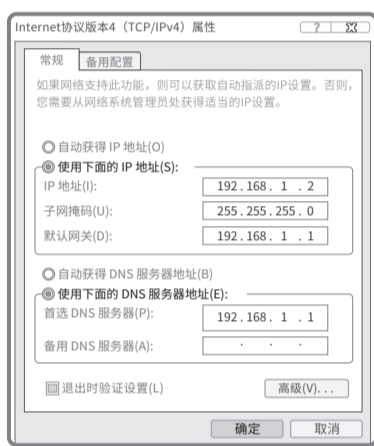 Internet协议版本4（TCP/IPv4）属性
常规 备用配置
如果网络支持此功能，则可以获取自动指派的IP设置。否则，
您需要从网络系统管理员处获得适当的IP设置。
自动获得 IP 地址(O)
使用下面的 IP 地址(S):
IP 地址(I): 192.168. 1 . 2
子网掩码(U): 255.255.255. 0
默认网关(D): 192.168. 1 . 1
自动获得 DNS 服务器地址(B)
使用下面的 DNS 服务器地址(E):
首选 DNS 服务器(P): 192.168. 1 . 1
备用 DNS 服务器(A): . . .
退出时验证设置(L) 高级(V)...
确定 取消